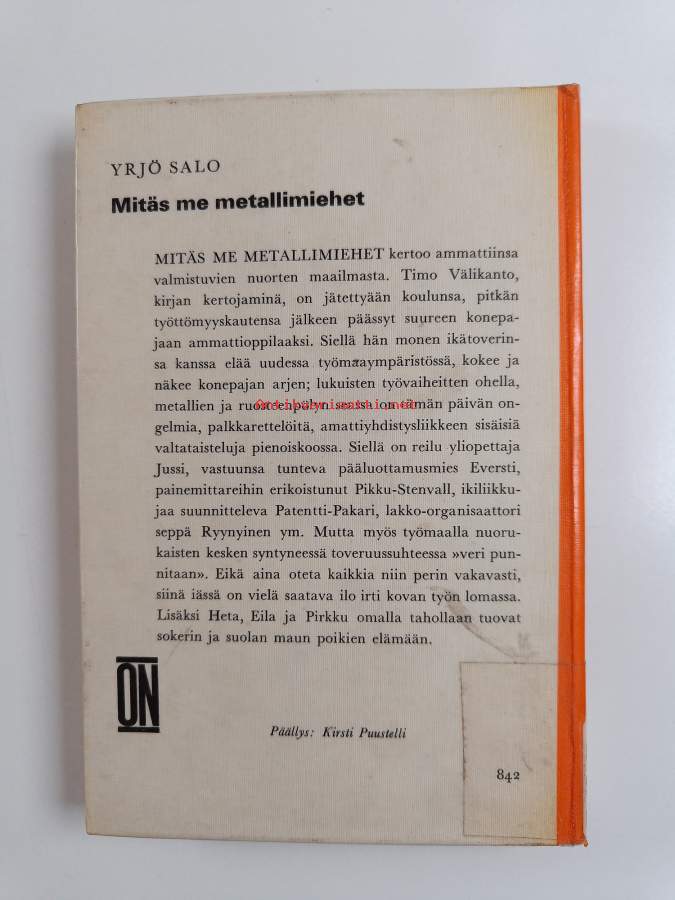 YRJÖ SALO
Mitäs me metallimiehet
MITÄS ME METALLIMIEHET kertoo ammattiinsa
valmistuvien nuorten maailmasta. Timo Välikanto,
kirjan kertojaminä, on jätettyään koulunsa, pitkän
työttömyyskautensa jälkeen päässyt suureen konepa-
jaan ammattioppilaaksi. Siellä hän monen ikätoverin-
sa kanssa elää uudessa työmaaympäristössä, kokee ja
näkee konepajan arjen; lukuisten työvaiheitten ohella,
metallien ja ruosteenpölyn seassa on tämän päivän on-
gelmia, palkkarettelöitä, amattiyhdistysliikkeen sisäisiä
valtataisteluja pienoiskoossa. Siellä on reilu yliopettaja
Jussi, vastuunsa tunteva pääluottamusmies Eversti,
painemittareihin erikoistunut Pikku-Stenvall, ikiliikku-
jaa suunnitteleva Patentti-Pakari, lakko-organisaattori
seppä Ryynyinen ym. Mutta myös työmaalla nuoru-
kaisten kesken syntyneessä toveruussuhteessa »veri pun-
nitaan». Eikä aina oteta kaikkia niin perin vakavasti,
siinä iässä on vielä saatava ilo irti kovan työn lomassa.
Lisäksi Heta, Eila ja Pirkku omalla tahollaan tuovat
sokerin ja suolan maun poikien elämään.
ON
Päällys: Kirsti Puustelli
842